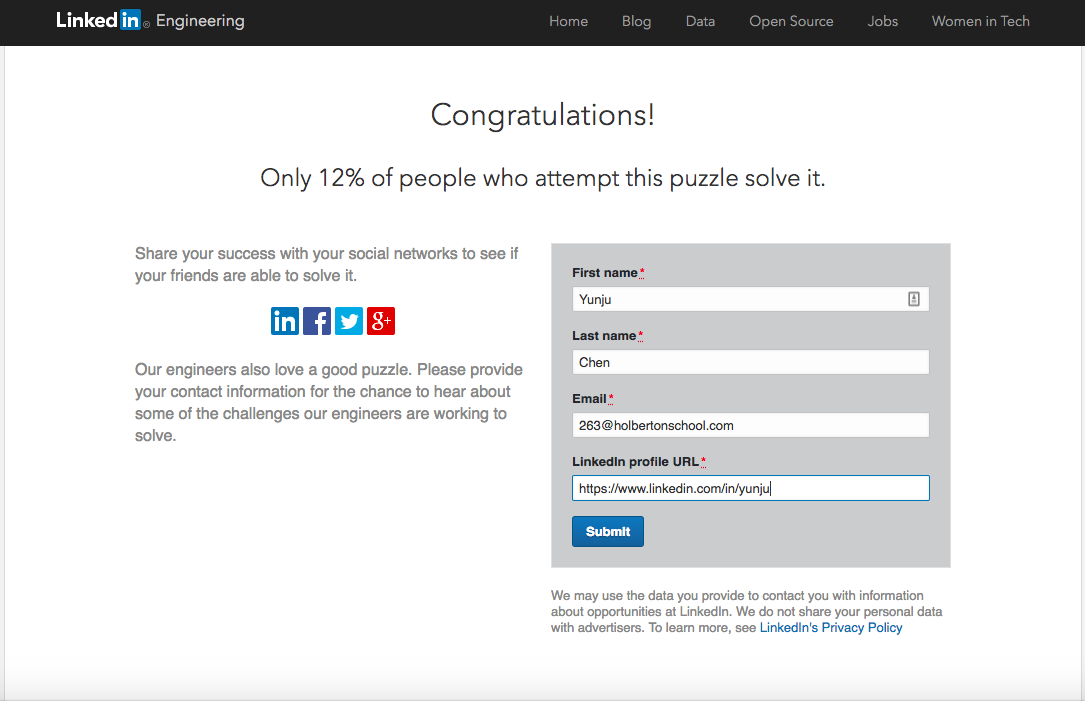 Linked in ® Engineering
Home Blog Data Open Source Jobs Women in Tech
Congratulations!
Only 12% of people who attempt this puzzle solve it.
Share your success with your social networks to see if
your friends are able to solve it.
in f g+
Our engineers also love a good puzzle. Please provide
your contact information for the chance to hear about
some of the challenges our engineers are working to
solve.
First name*
Yunju
Last name*
Chen
Email*
263@holbertonschool.com
LinkedIn profile URL*
https://www.linkedin.com/in/yunju
Submit
We may use the data you provide to contact you with information
about opportunities at LinkedIn. We do not share your personal data
with advertisers. To learn more, see LinkedIn's Privacy Policy